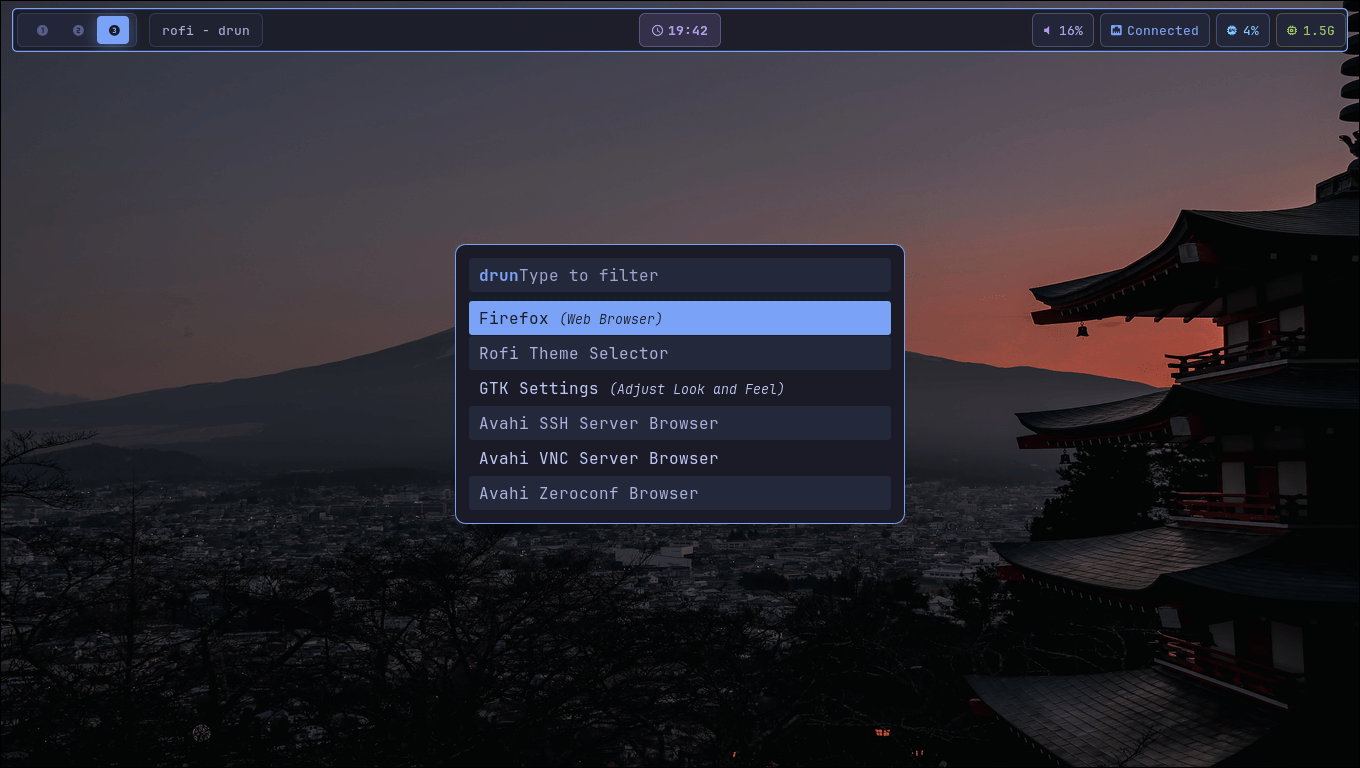 1 2 3 rofi - drun 19:42 16% Connected 4% 1.5G
drunType to filter
Firefox (Web Browser)
Rofi Theme Selector
GTK Settings (Adjust Look and Feel)
Avahi SSH Server Browser
Avahi VNC Server Browser
Avahi Zeroconf Browser